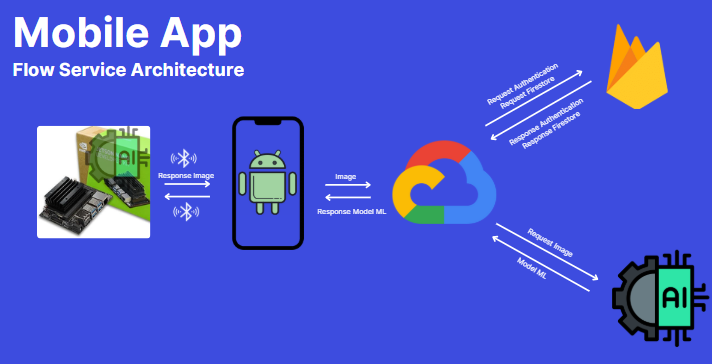 Mobile App
Flow Service Architecture
Request Authentication
Request Firestore
Response Authentication
Response Firestore
AI
Response Image
Image
Response Model ML
Request Image
Model ML
AI